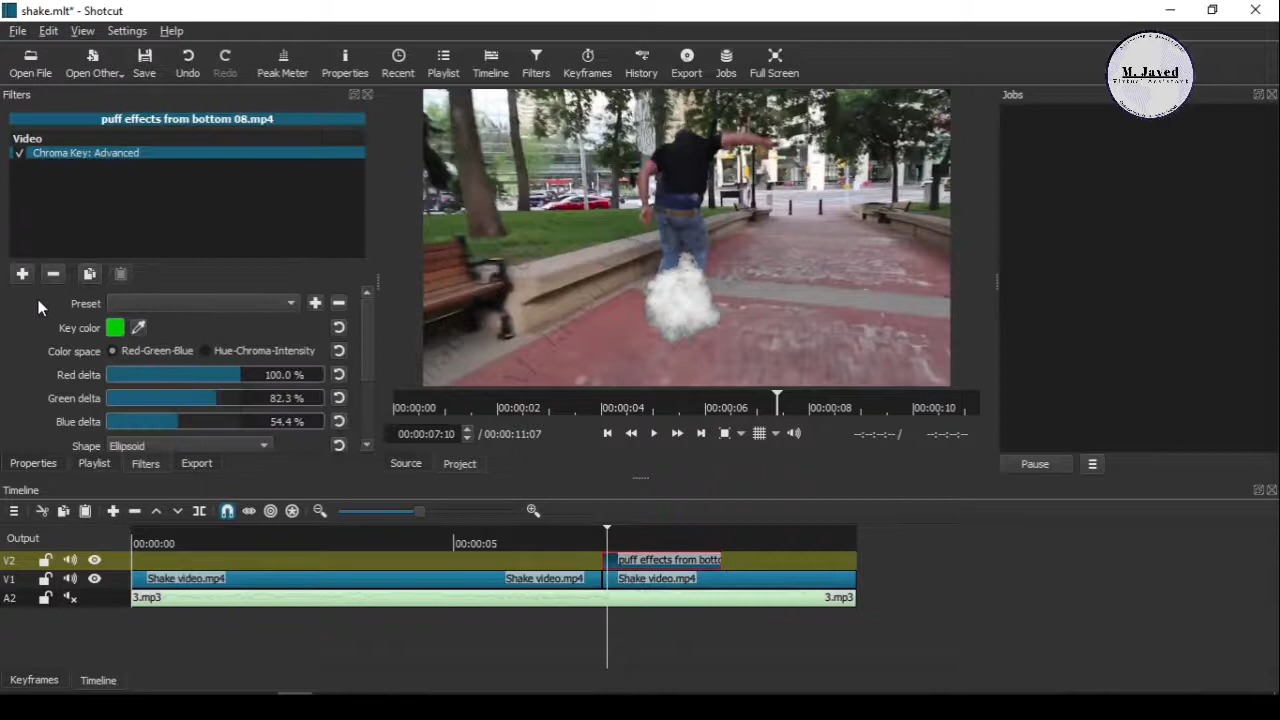 shake.mlt* - Shotcut
File Edit View Settings Help
Open File Open Other.. Save Undo Redo Peak Meter Properties Recent Playlist Timeline Filters Keyframes History Export Jobs Full Screen
M. Javed
Virtual Assistant
Filters
Jobs
puff effects from bottom 08.mp4
Video
Chroma Key: Advanced
Preset
Key color
Color space Red-Green-Blue Hue-Chroma-Intensity
Red delta 100.0 %
Green delta 82.3 %
Blue delta 54.4 %
Shape Ellipsoid
00:00:00 00:00:02 00:00:04 00:00:06 00:00:08 00:00:10
00:00:07:10 / 00:00:11:07 --:--:--:-- / --:--:--:--
Properties Playlist Filters Export
Source Project
Pause
Timeline
Output 00:00:00 00:00:05
V2 puff effects from botto
V1 Shake video.mp4 Shake video.mp4 Shake video.mp4
A2 3.mp3 3.mp3
Keyframes Timeline